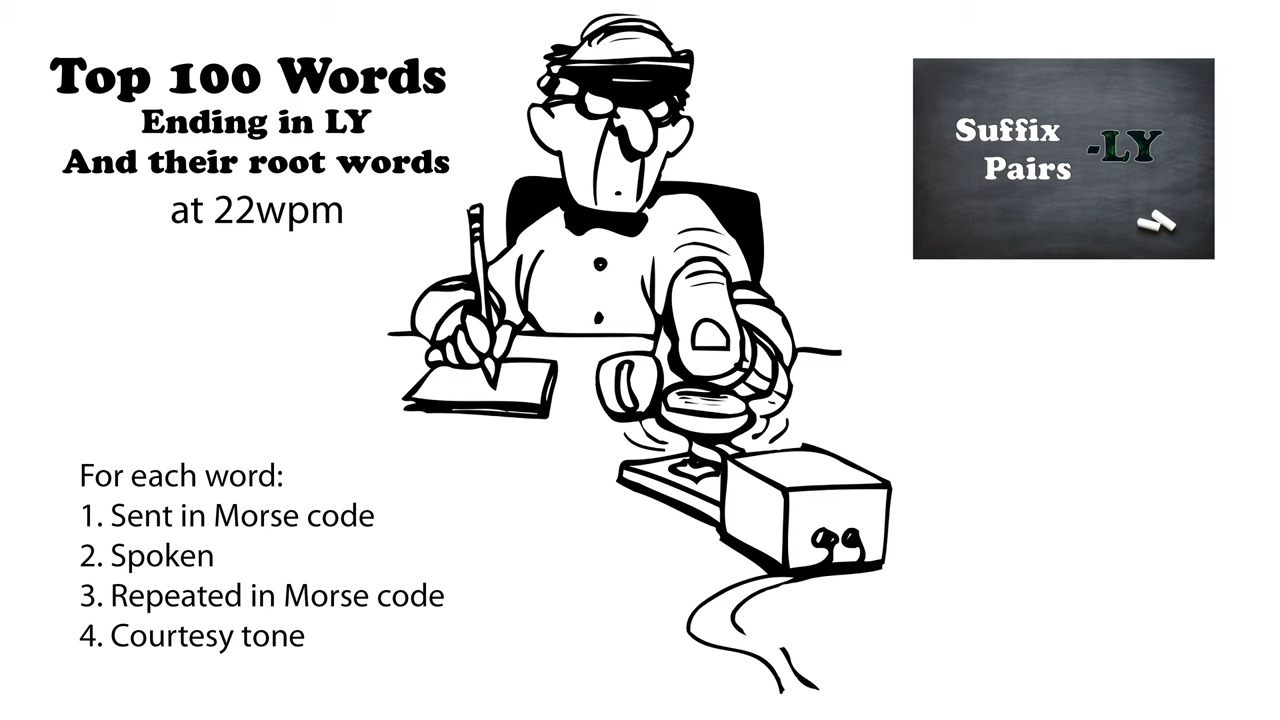 Top 100 Words
Ending in LY
And their root words
at 22wpm
Suffix
Pairs -LY
For each word:
1. Sent in Morse code
2. Spoken
3. Repeated in Morse code
4. Courtesy tone